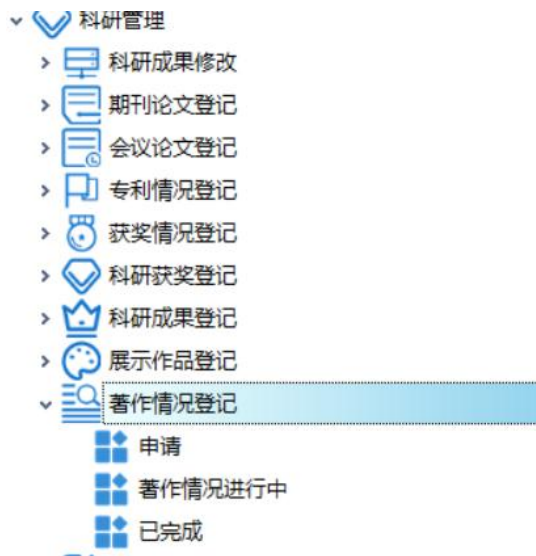 科研管理
科研成果修改
期刊论文登记
会议论文登记
专利情况登记
获奖情况登记
科研获奖登记
科研成果登记
展示作品登记
著作情况登记
申请
著作情况进行中
已完成